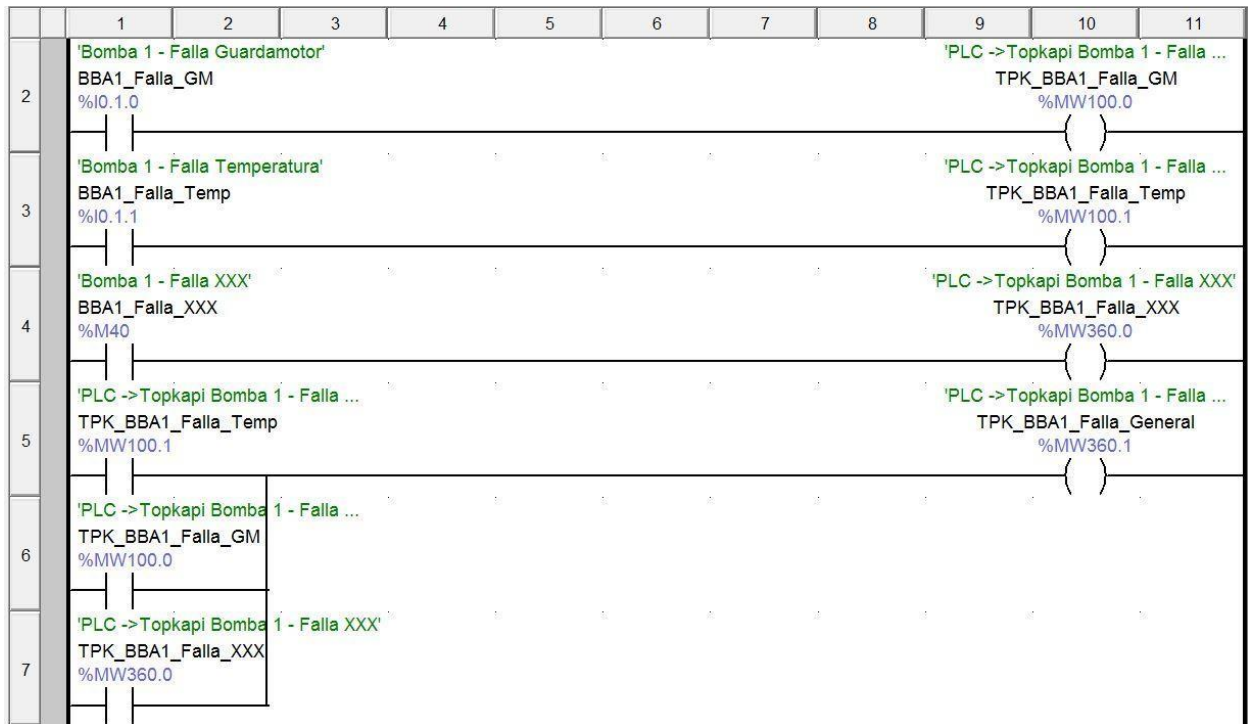 1 2 3 4 5 6 7 8 9 10 11
'Bomba 1 - Falla Guardamotor' 'PLC ->Topkapi Bomba 1 - Falla ...
BBA1_Falla_GM TPK_BBA1_Falla_GM
2 %I0.1.0 %MW100.0
'Bomba 1 - Falla Temperatura' 'PLC ->Topkapi Bomba 1 - Falla ...
BBA1_Falla_Temp TPK_BBA1_Falla_Temp
3 %I0.1.1 %MW100.1
'Bomba 1 - Falla XXX' 'PLC ->Topkapi Bomba 1 - Falla XXX'
BBA1_Falla_XXX TPK_BBA1_Falla_XXX
4 %M40 %MW360.0
'PLC ->Topkapi Bomba 1 - Falla ... 'PLC ->Topkapi Bomba 1 - Falla ...
TPK_BBA1_Falla_Temp TPK_BBA1_Falla_General
5 %MW100.1 %MW360.1
'PLC ->Topkapi Bomba 1 - Falla ...
TPK_BBA1_Falla_GM
6 %MW100.0
'PLC ->Topkapi Bomba 1 - Falla XXX'
TPK_BBA1_Falla_XXX
7 %MW360.0